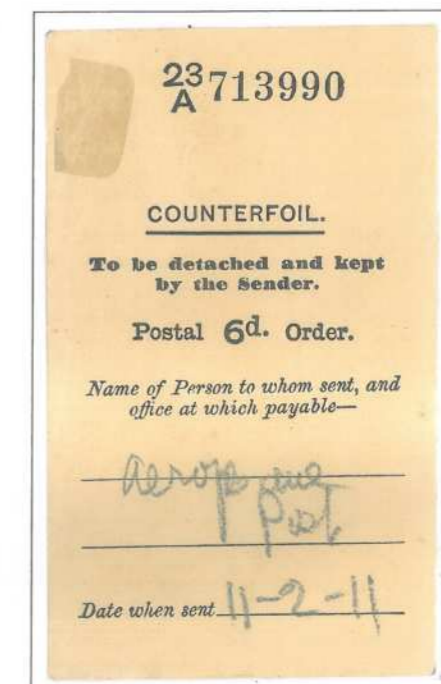 23
A 713990
COUNTERFOIL.
To be detached and kept
by the Sender.
Postal 6d. Order.
Name of Person to whom sent, and
office at which payable—
Aeroplane
Post
Date when sent 11-2-11